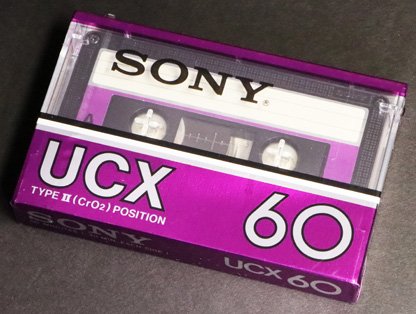 SONY®
A
UCX
TYPE II (CrO2) POSITION
60
SONY
UCX 60